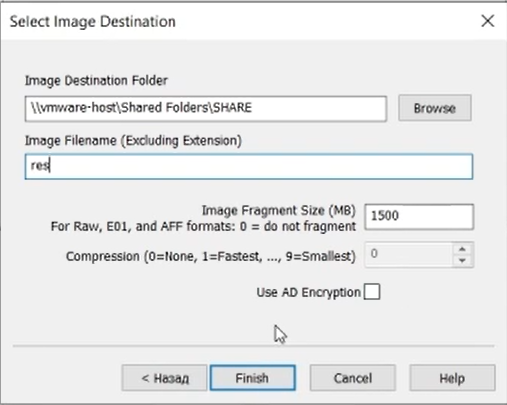 Select Image Destination
Image Destination Folder
\\vmware-host\Shared Folders\SHARE
Browse
Image Filename (Excluding Extension)
res
Image Fragment Size (MB)
1500
For Raw, E01, and AFF formats: 0 = do not fragment
Compression (0=None, 1=Fastest, ..., 9=Smallest)
0
Use AD Encryption
< Назад
Finish
Cancel
Help